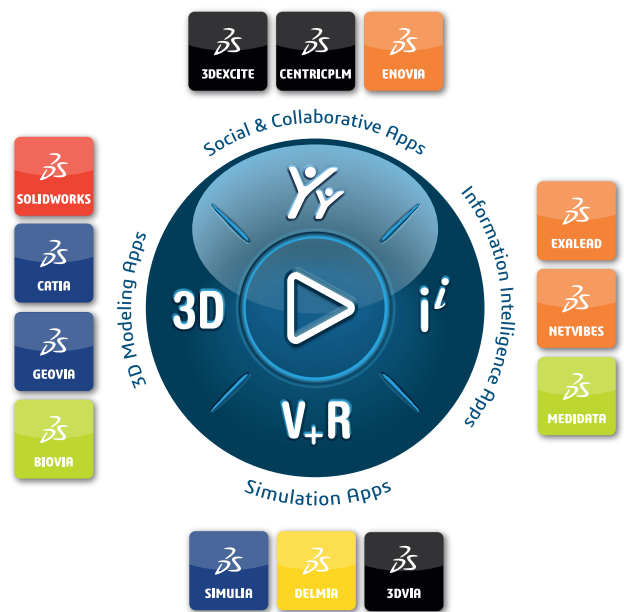 3DEXCITE
CENTRICPLM
ENOVIA
Social & Collaborative Apps
SOLIDWORKS
CATIA
GEOVIA
BIOVIA
3D Modeling Apps
3D
i i
V+R
Information Intelligence Apps
EXALEAD
NETVIBES
MEDIDATA
Simulation Apps
SIMULIA
DELMIA
3DVIA